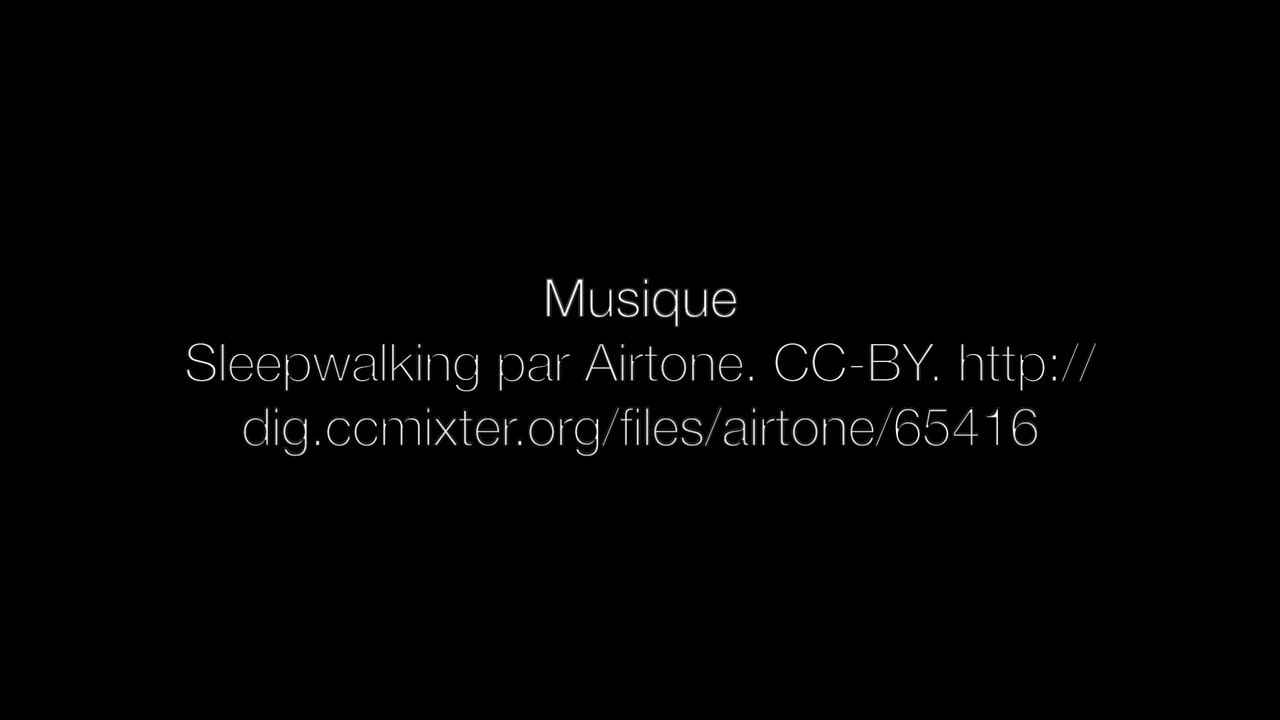 Musique
Sleepwalking par Airtone. CC-BY. http://
dig.ccmixter.org/files/airtone/65416